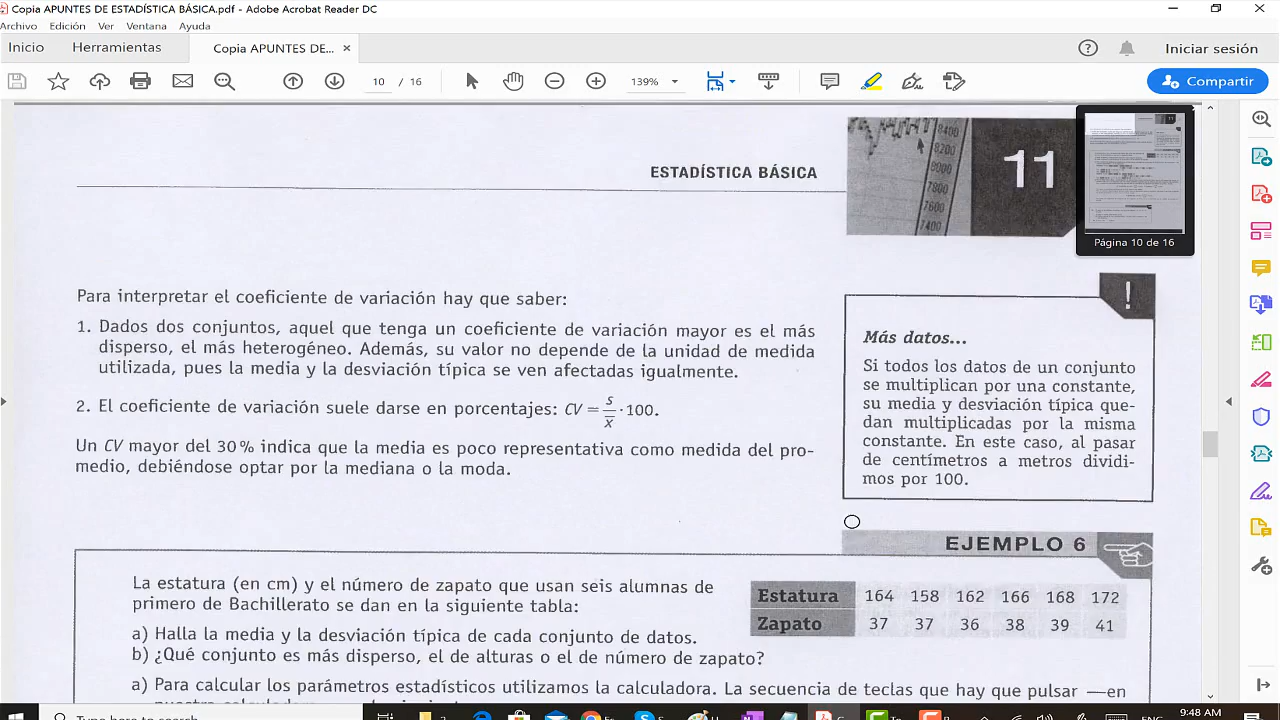 Copia APUNTES DE ESTADÍSTICA BÁSICA.pdf - Adobe Acrobat Reader DC
Archivo Edición Ver Ventana Ayuda
Inicio Herramientas Copia APUNTES DE... × Iniciar sesión
10 / 16 139% Compartir
8400
8200
8000
7800
7600
7400
ESTADÍSTICA BÁSICA
11
Página 10 de 16
Para interpretar el coeficiente de variación hay que saber:
1. Dados dos conjuntos, aquel que tenga un coeficiente de variación mayor es el más
disperso, el más heterogéneo. Además, su valor no depende de la unidad de medida
utilizada, pues la media y la desviación típica se ven afectadas igualmente.
2. El coeficiente de variación suele darse en porcentajes: CV = s/x̄ · 100.
Un CV mayor del 30 % indica que la media es poco representativa como medida del pro-
medio, debiéndose optar por la mediana o la moda.
!
Más datos...
Si todos los datos de un conjunto
se multiplican por una constante,
su media y desviación típica que-
dan multiplicadas por la misma
constante. En este caso, al pasar
de centímetros a metros dividi-
mos por 100.
EJEMPLO 6
La estatura (en cm) y el número de zapato que usan seis alumnas de
primero de Bachillerato se dan en la siguiente tabla:
Estatura 164 158 162 166 168 172
Zapato 37 37 36 38 39 41
a) Halla la media y la desviación típica de cada conjunto de datos.
b) ¿Qué conjunto es más disperso, el de alturas o el de número de zapato?
a) Para calcular los parámetros estadísticos utilizamos la calculadora. La secuencia de teclas que hay que pulsar —en
Type here to search
9:48 AM